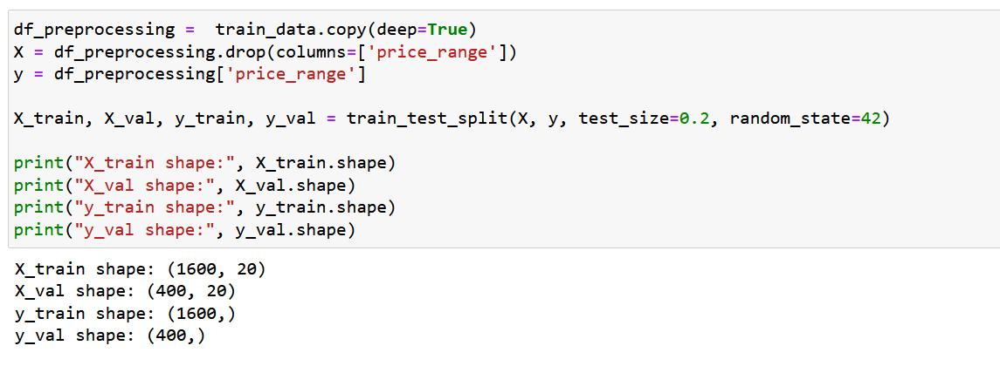 df_preprocessing =  train_data.copy(deep=True)
X = df_preprocessing.drop(columns=['price_range'])
y = df_preprocessing['price_range']
X_train, X_val, y_train, y_val = train_test_split(X, y, test_size=0.2, random_state=42)
print("X_train shape:", X_train.shape)
print("X_val shape:", X_val.shape)
print("y_train shape:", y_train.shape)
print("y_val shape:", y_val.shape)
X_train shape: (1600, 20)
X_val shape: (400, 20)
y_train shape: (1600,)
y_val shape: (400,)